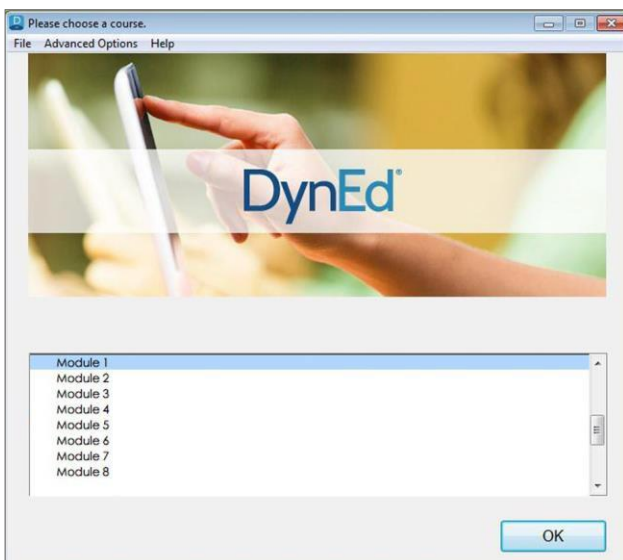 Please choose a course.
File Advanced Options Help
DynEd®
Module 1
Module 2
Module 3
Module 4
Module 5
Module 6
Module 7
Module 8
OK